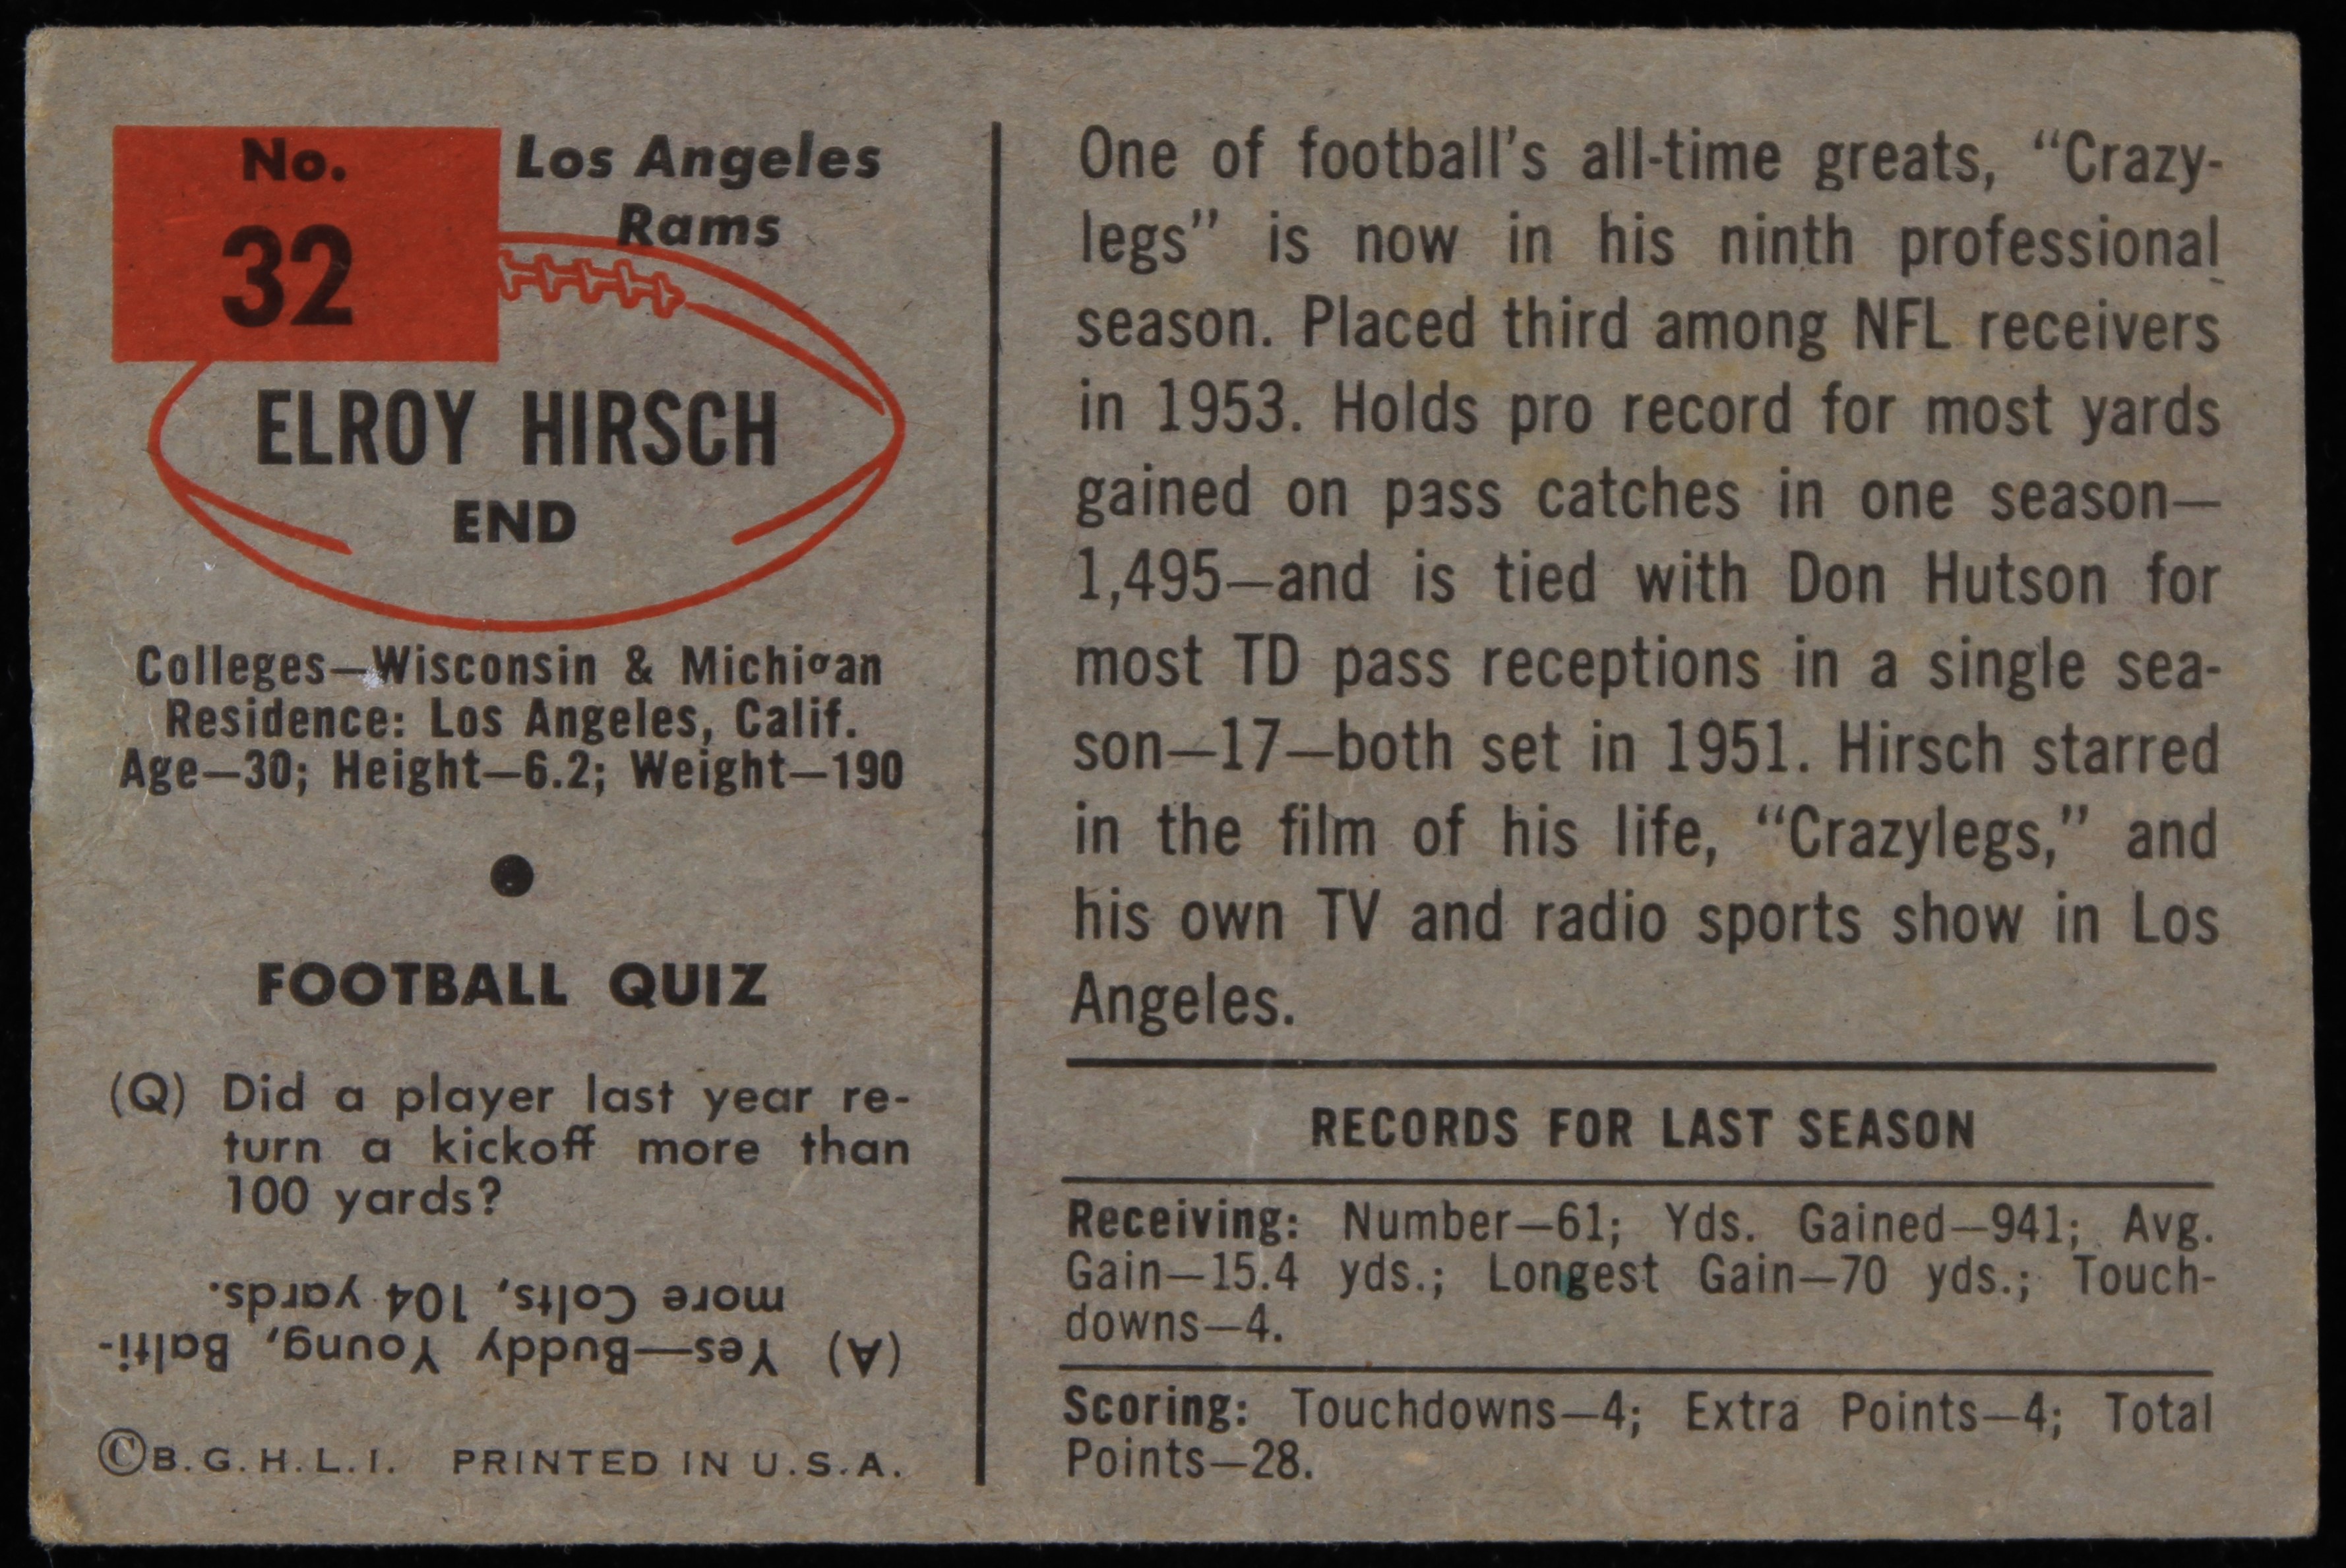 No.
32
Los Angeles
Rams
ELROY HIRSCH
END
Colleges—Wisconsin & Michigan
Residence: Los Angeles, Calif.
Age—30; Height—6.2; Weight—190
FOOTBALL QUIZ
(Q) Did a player last year re-
turn a kickoff more than
100 yards?
(A) Yes—Buddy Young, Balti-
more Colts, 104 yards.
©B.G.H.L.I. PRINTED IN U.S.A.
One of football's all-time greats, “Crazy-
legs” is now in his ninth professional
season. Placed third among NFL receivers
in 1953. Holds pro record for most yards
gained on pass catches in one season—
1,495—and is tied with Don Hutson for
most TD pass receptions in a single sea-
son—17—both set in 1951. Hirsch starred
in the film of his life, “Crazylegs,” and
his own TV and radio sports show in Los
Angeles.
RECORDS FOR LAST SEASON
Receiving: Number—61; Yds. Gained—941; Avg.
Gain—15.4 yds.; Longest Gain—70 yds.; Touch-
downs—4.
Scoring: Touchdowns—4; Extra Points—4; Total
Points—28.